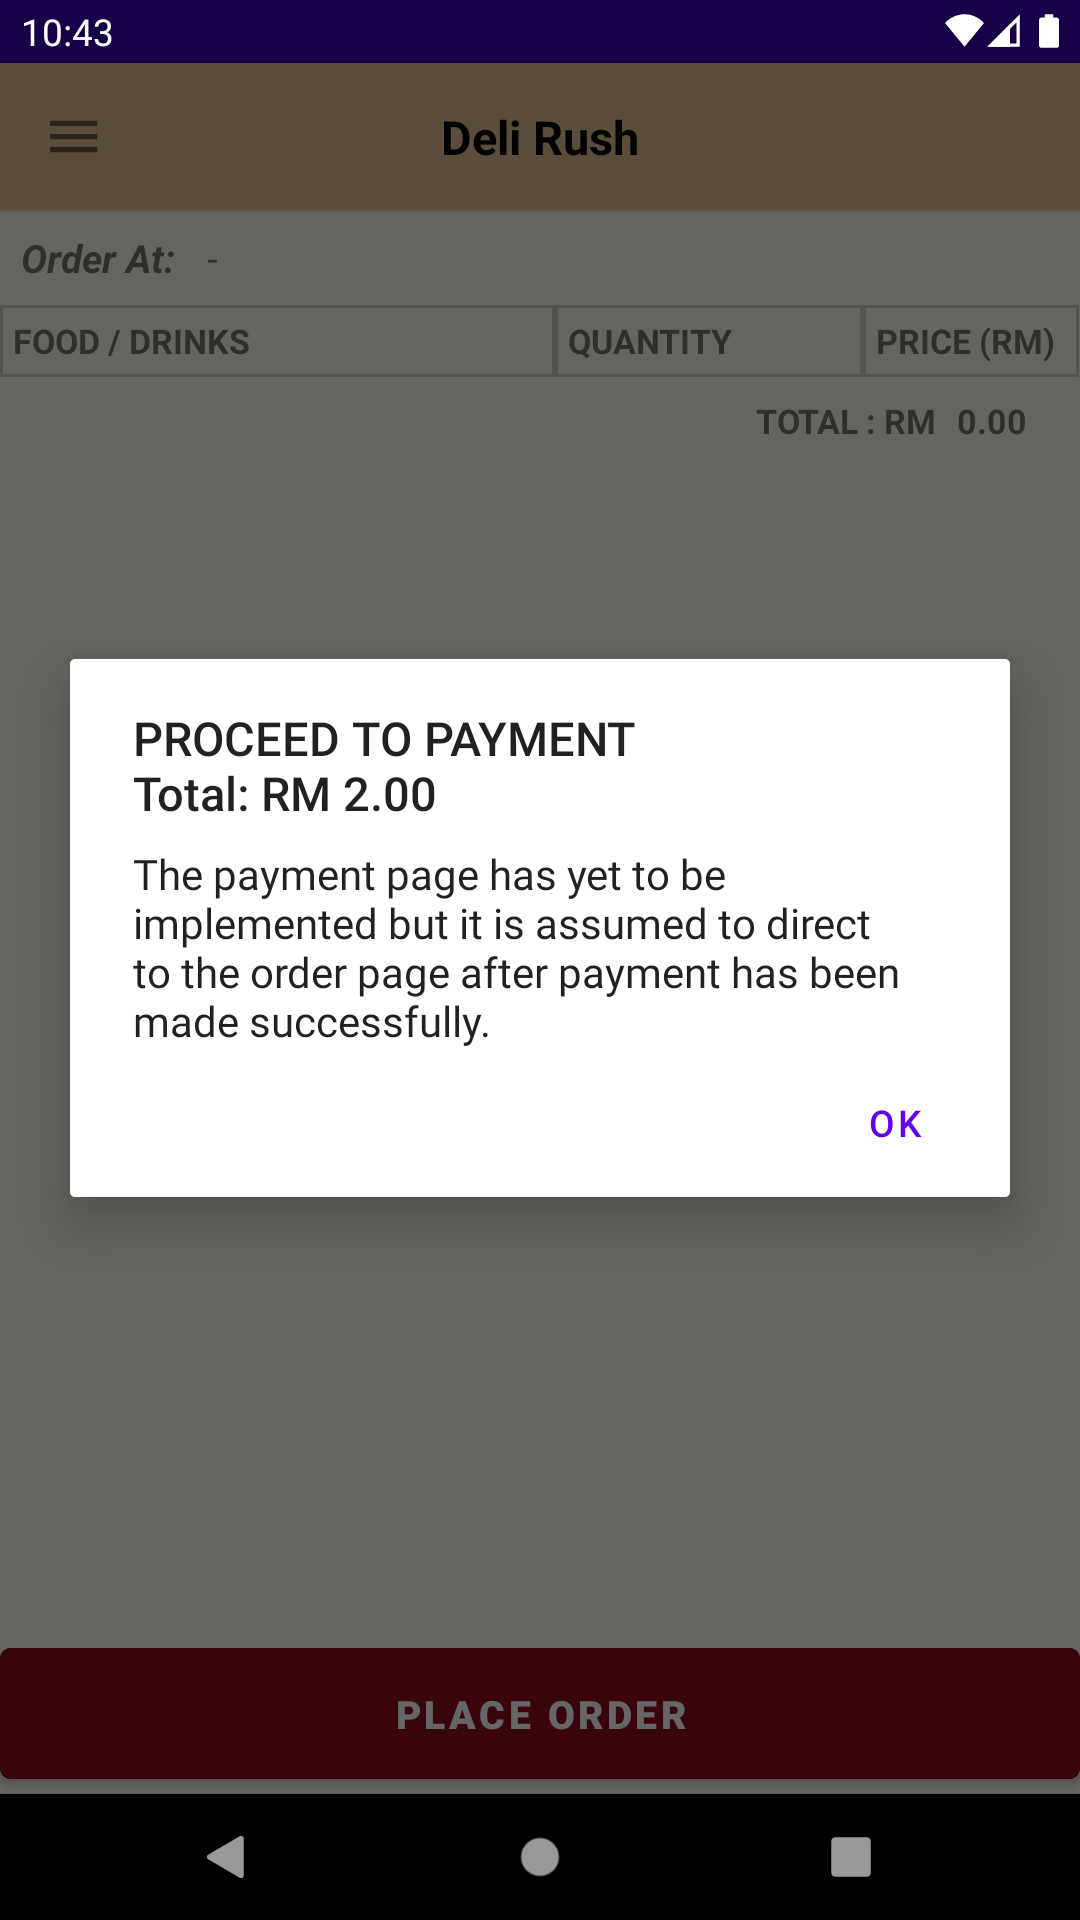 10:43
Deli Rush
Order At: -
FOOD / DRINKS QUANTITY PRICE (RM)
TOTAL : RM 0.00
PROCEED TO PAYMENT
Total: RM 2.00
The payment page has yet to be
implemented but it is assumed to direct
to the order page after payment has been
made successfully.
OK
PLACE ORDER